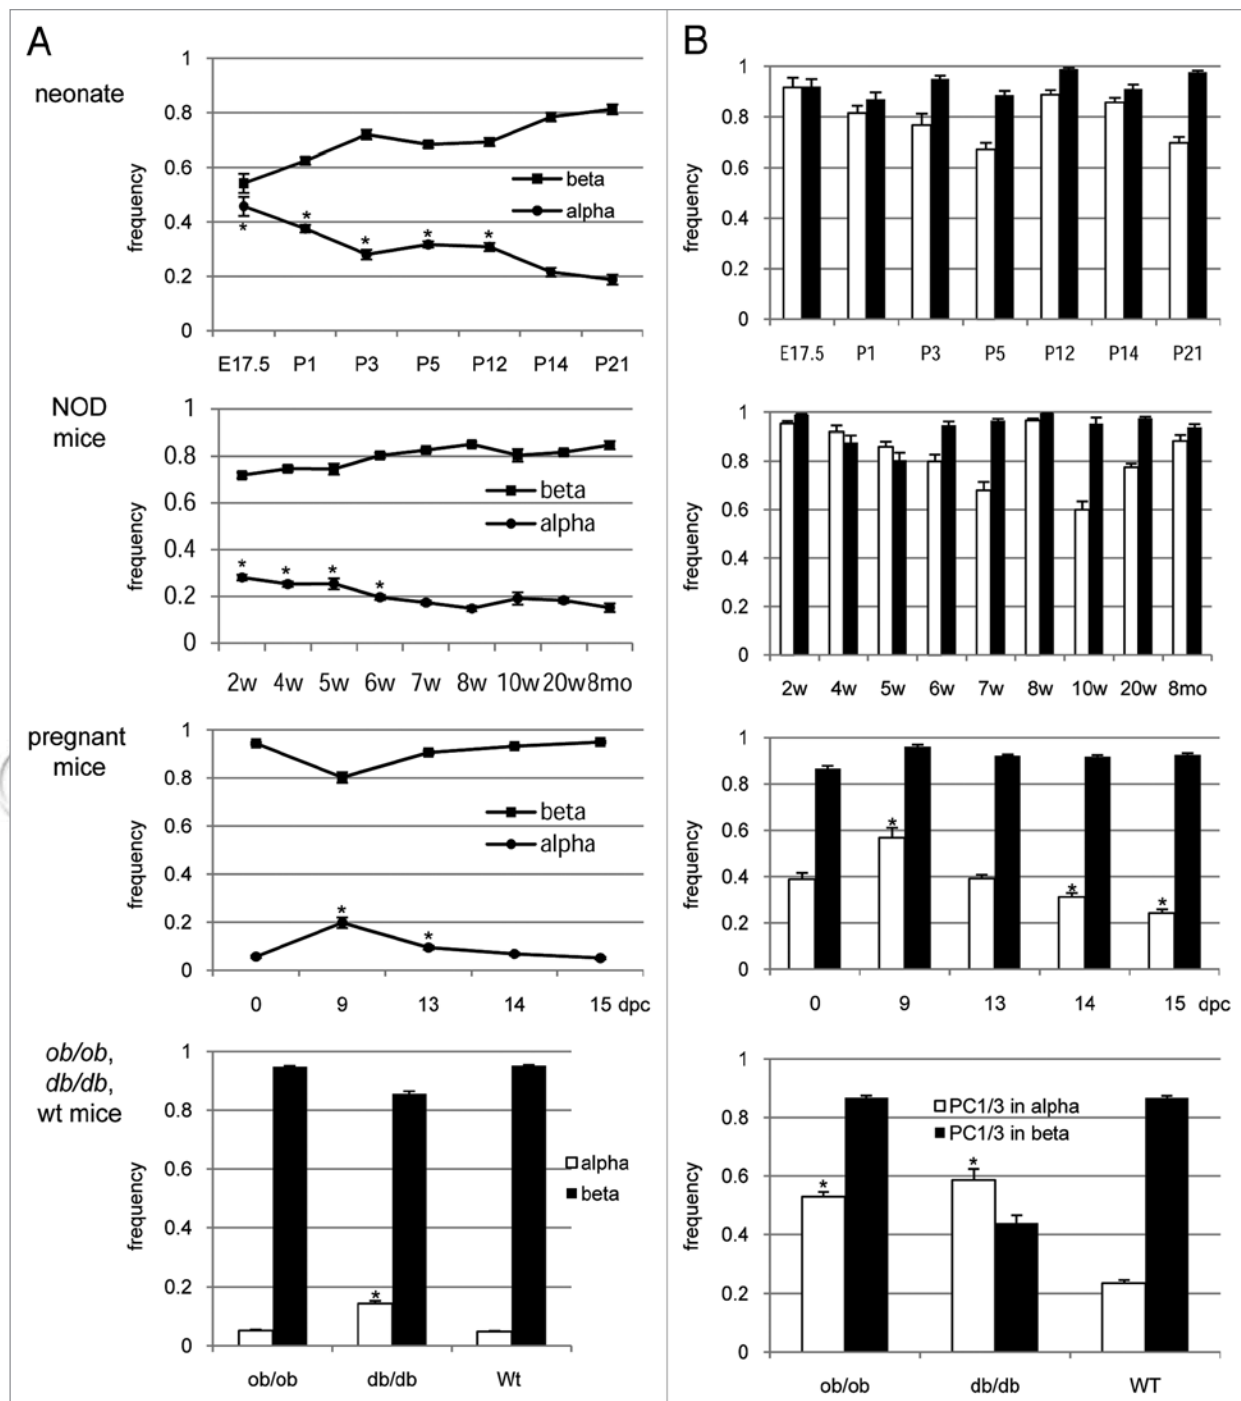 A
neonate
frequency
1
0.8
0.6
0.4
0.2
0
beta
alpha
*
*
*
*
*
E17.5 P1 P3 P5 P12 P14 P21
NOD
mice
frequency
1
0.8
0.6
0.4
0.2
0
beta
alpha
*
*
*
*
2w 4w 5w 6w 7w 8w 10w 20w 8mo
pregnant
mice
frequency
1
0.8
0.6
0.4
0.2
0
beta
alpha
*
*
0 9 13 14 15 dpc
ob/ob,
db/db,
wt mice
frequency
1
0.8
0.6
0.4
0.2
0
alpha
beta
*
ob/ob db/db Wt
B
frequency
1
0.8
0.6
0.4
0.2
0
E17.5 P1 P3 P5 P12 P14 P21
frequency
1
0.8
0.6
0.4
0.2
0
2w 4w 5w 6w 7w 8w 10w 20w 8mo
frequency
1
0.8
0.6
0.4
0.2
0
*
*
*
0 9 13 14 15 dpc
frequency
1
0.8
0.6
0.4
0.2
0
PC1/3 in alpha
PC1/3 in beta
*
*
ob/ob db/db WT